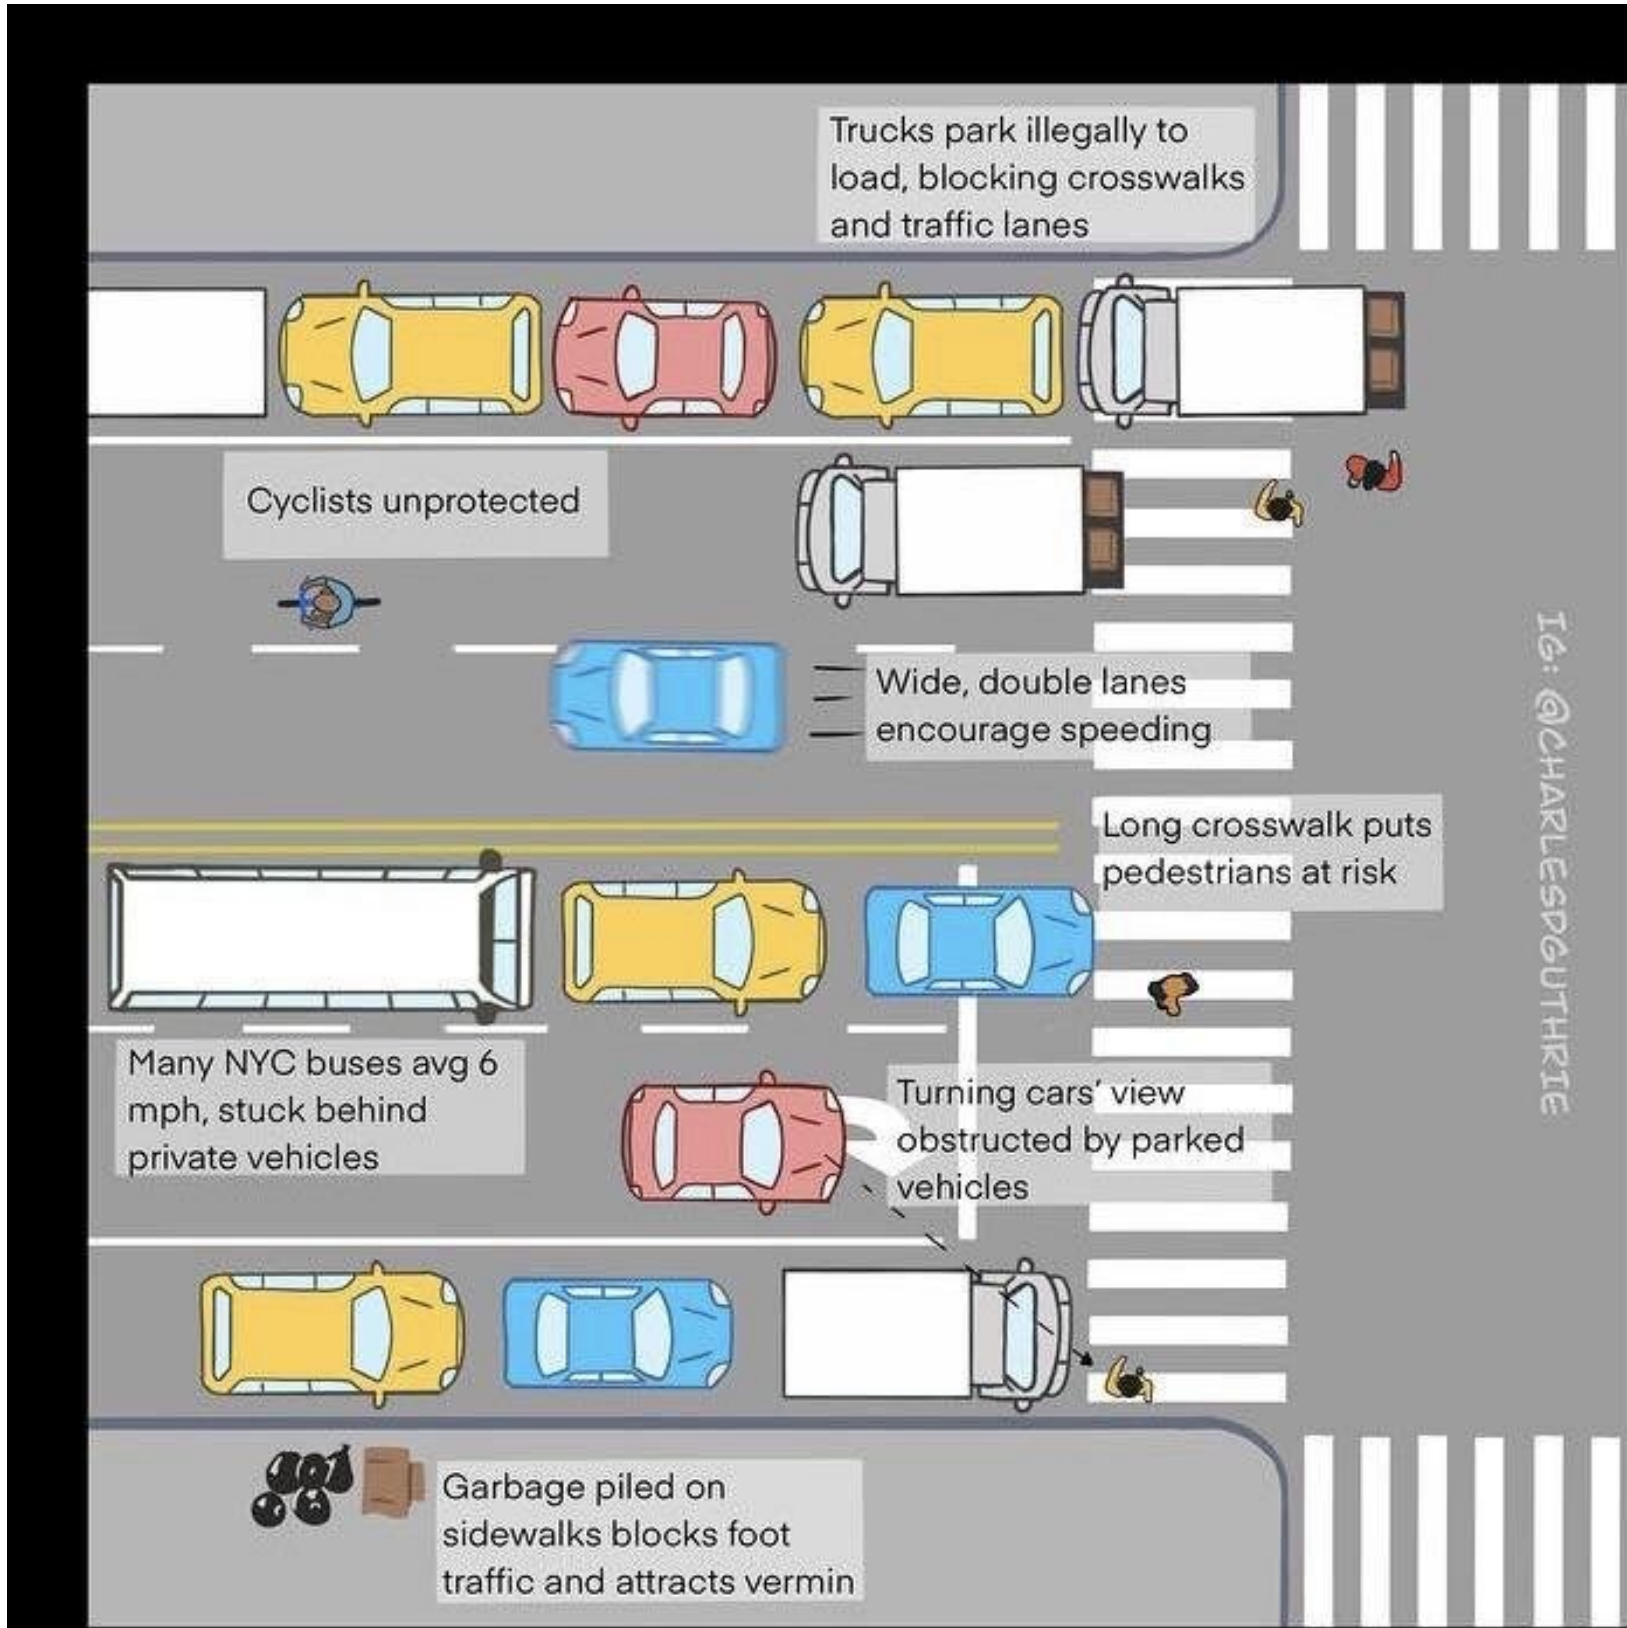 Trucks park illegally to
load, blocking crosswalks
and traffic lanes
Cyclists unprotected
Wide, double lanes
encourage speeding
Long crosswalk puts
pedestrians at risk
Many NYC buses avg 6
mph, stuck behind
private vehicles
Turning cars’ view
obstructed by parked
vehicles
Garbage piled on
sidewalks blocks foot
traffic and attracts vermin
IG: @CHARLESDGUTHRIE